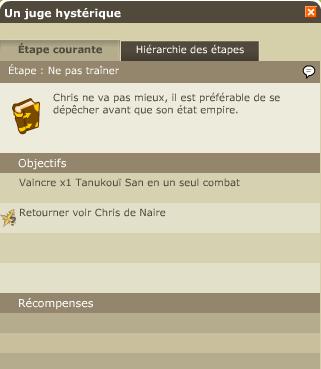 Un juge hystérique
Étape courante
Hiérarchie des étapes
Étape : Ne pas traîner
Chris ne va pas mieux, il est préférable de se
dépêcher avant que son état empire.
Objectifs
Vaincre x1 Tanukouï San en un seul combat
Retourner voir Chris de Naire
Récompenses